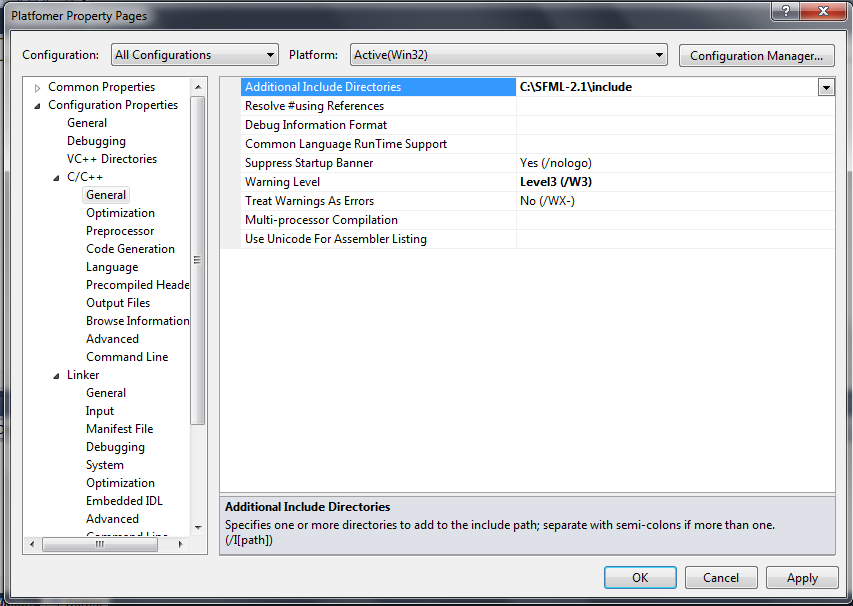 Platfomer Property Pages
Configuration: All Configurations Platform: Active(Win32) Configuration Manager...
Common Properties
Configuration Properties
General
Debugging
VC++ Directories
C/C++
General
Optimization
Preprocessor
Code Generation
Language
Precompiled Heade
Output Files
Browse Information
Advanced
Command Line
Linker
General
Input
Manifest File
Debugging
System
Optimization
Embedded IDL
Advanced
Command Line
Additional Include Directories C:\SFML-2.1\include
Resolve #using References
Debug Information Format
Common Language RunTime Support
Suppress Startup Banner Yes (/nologo)
Warning Level Level3 (/W3)
Treat Warnings As Errors No (/WX-)
Multi-processor Compilation
Use Unicode For Assembler Listing
Additional Include Directories
Specifies one or more directories to add to the include path; separate with semi-colons if more than one.
(/I[path])
OK Cancel Apply